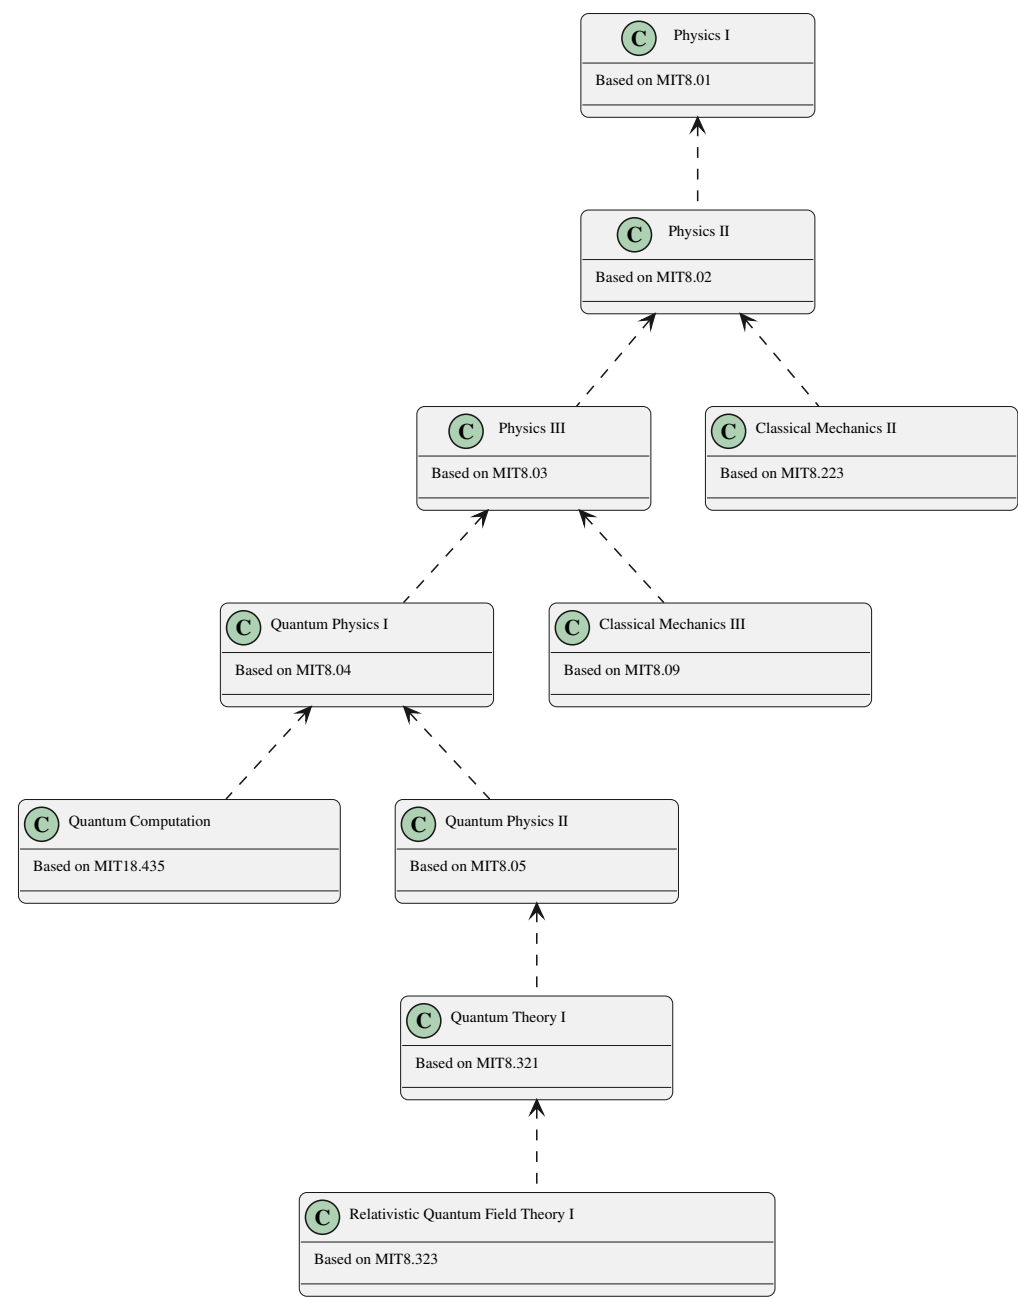 C Physics I
Based on MIT8.01
C Physics II
Based on MIT8.02
C Physics III
Based on MIT8.03
C Classical Mechanics II
Based on MIT8.223
C Quantum Physics I
Based on MIT8.04
C Classical Mechanics III
Based on MIT8.09
C Quantum Computation
Based on MIT18.435
C Quantum Physics II
Based on MIT8.05
C Quantum Theory I
Based on MIT8.321
C Relativistic Quantum Field Theory I
Based on MIT8.323